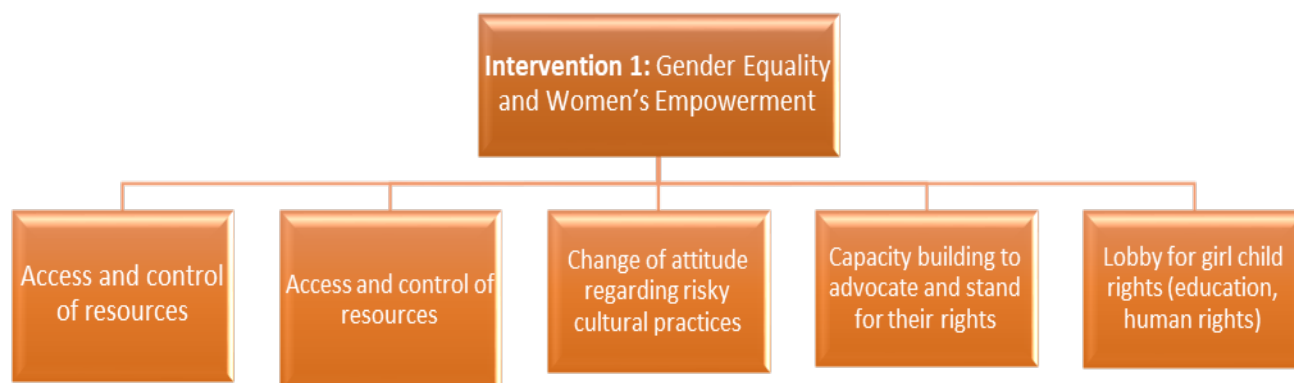 Intervention 1: Gender Equality
and Women’s Empowerment
Access and control
of resources
Access and control of
resources
Change of attitude
regarding risky
cultural practices
Capacity building to
advocate and stand
for their rights
Lobby for girl child
rights (education,
human rights)